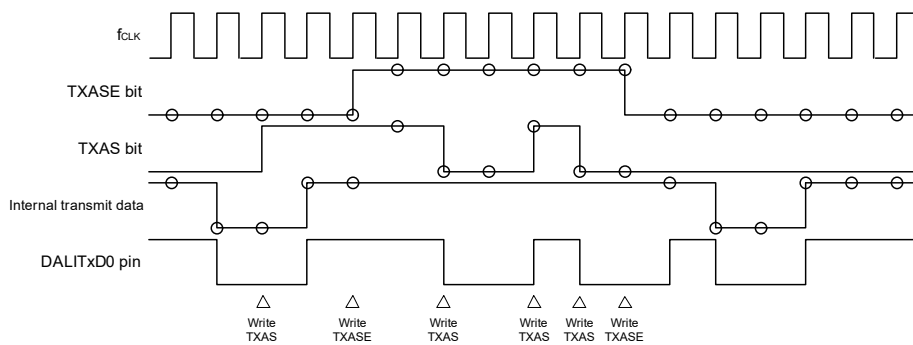 fCLK
TXASE bit
TXAS bit
Internal transmit data
DALITxD0 pin
Write Write Write Write Write Write
TXAS TXASE TXAS TXAS TXAS TXASE